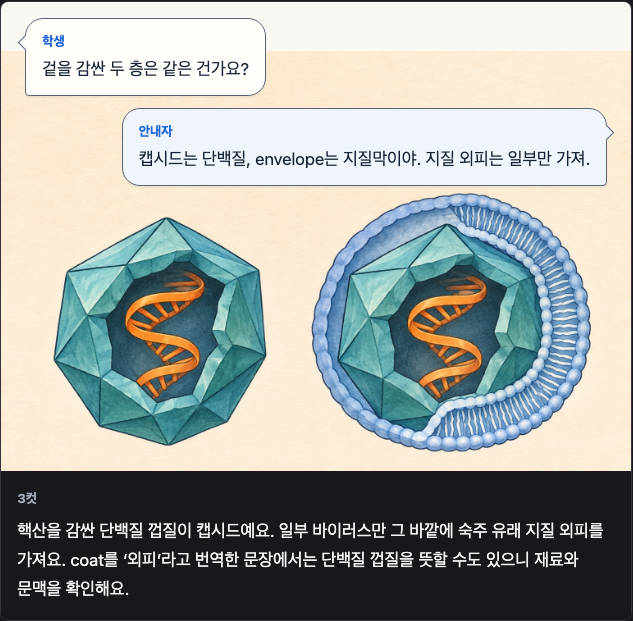 학생
겉을 감싼 두 층은 같은 건가요?
안내자
캡시드는 단백질, envelope는 지질막이야. 지질 외피는 일부만 가져.
3컷
핵산을 감싼 단백질 껍질이 캡시드예요. 일부 바이러스만 그 바깥에 숙주 유래 지질 외피를
가져요. coat를 ‘외피’라고 번역한 문장에서는 단백질 껍질을 뜻할 수도 있으니 재료와
문맥을 확인해요.